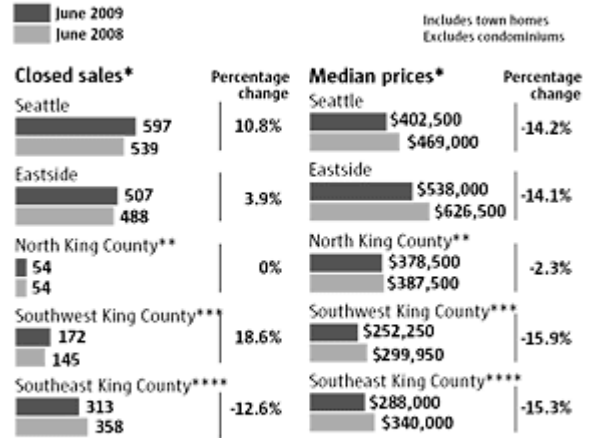 June 2009
June 2008
Includes town homes
Excludes condominiums
Closed sales*
Percentage
change
Seattle
597
539
10.8%
Eastside
507
488
3.9%
North King County**
54
54
0%
Southwest King County***
172
145
18.6%
Southeast King County****
313
358
-12.6%
Median prices*
Percentage
change
Seattle
$402,500
$469,000
-14.2%
Eastside
$538,000
$626,500
-14.1%
North King County**
$378,500
$387,500
-2.3%
Southwest King County***
$252,250
$299,950
-15.9%
Southeast King County****
$288,000
$340,000
-15.3%